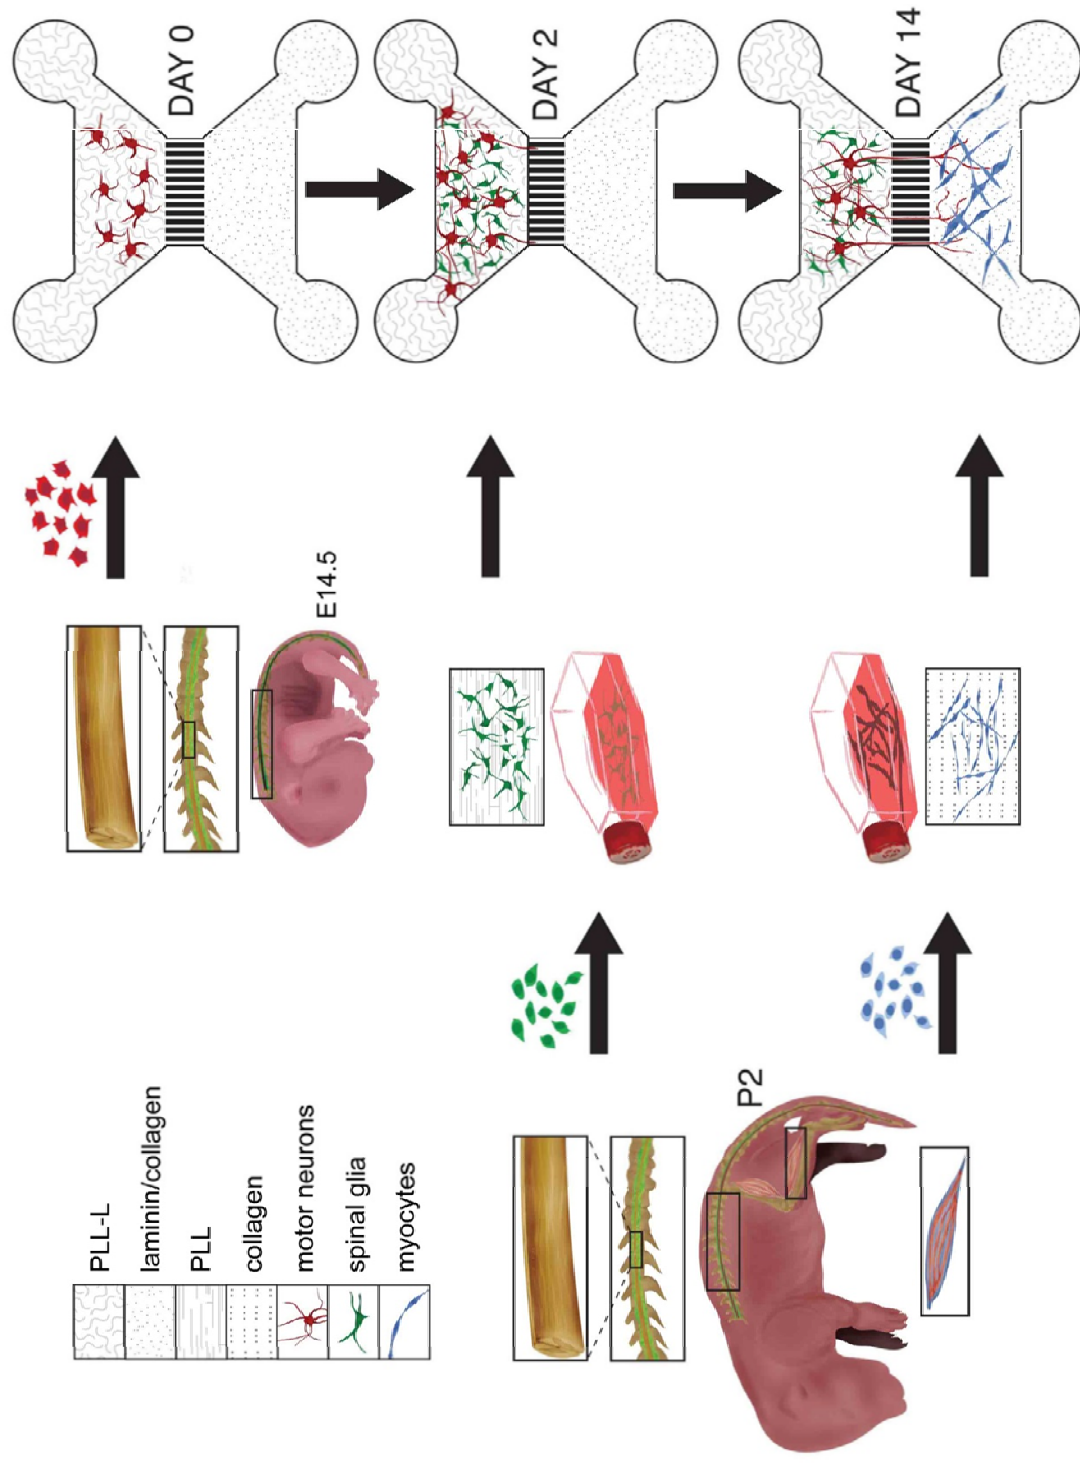 PLL-L
laminin/collagen
PLL
collagen
motor neurons
spinal glia
myocytes
E14.5
P2
DAY 0
DAY 2
DAY 14